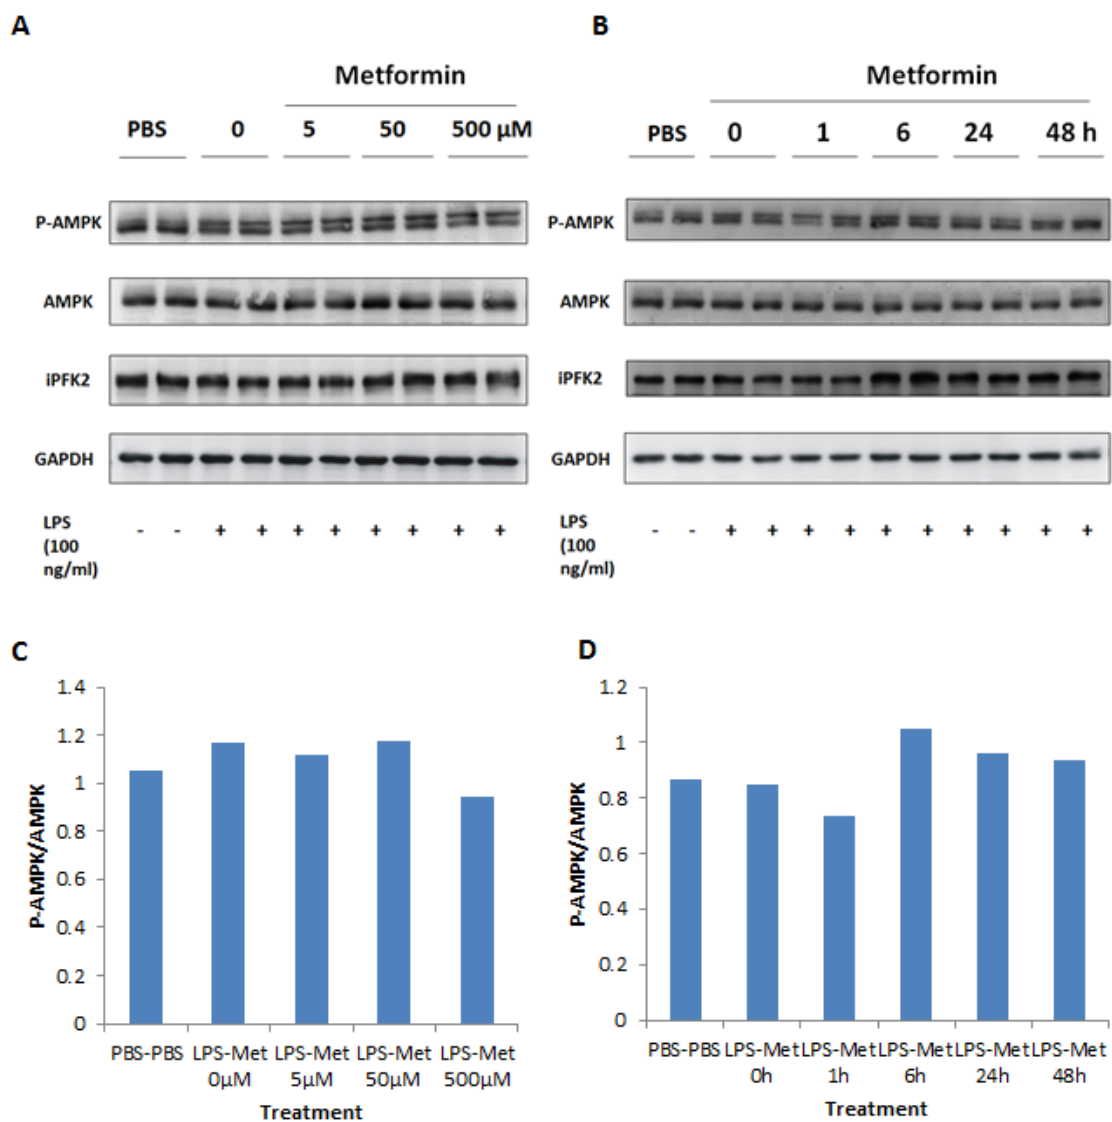 A
B
Metformin
PBS 0 5 50 500 µM
P-AMPK
AMPK
iPFK2
GAPDH
LPS
(100
ng/ml)
- - + + + + + + + +
Metformin
PBS 0 1 6 24 48 h
P-AMPK
AMPK
iPFK2
GAPDH
LPS
(100
ng/ml)
- - + + + + + + + + + +
C
1.4
1.2
1
0.8
0.6
0.4
0.2
0
P-AMPK/AMPK
PBS-PBS LPS-Met LPS-Met LPS-Met LPS-Met
0µM 5µM 50µM 500µM
Treatment
D
1.2
1
0.8
0.6
0.4
0.2
0
P-AMPK/AMPK
PBS-PBS LPS-Met LPS-Met LPS-Met LPS-Met LPS-Met
0h 1h 6h 24h 48h
Treatment